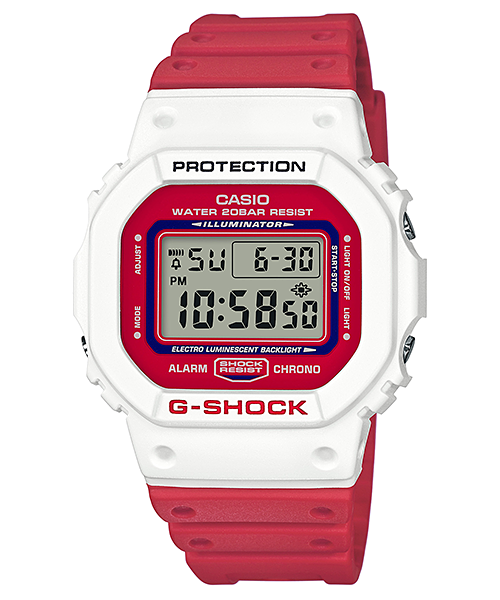 PROTECTION
CASIO
WATER 20BAR RESIST
ILLUMINATOR
ADJUST
MODE
SU 6-30
PM
10:58 50
LIGHT ON/OFF
START·STOP
LIGHT
ELECTRO LUMINESCENT BACKLIGHT
ALARM SHOCK RESIST CHRONO
G-SHOCK